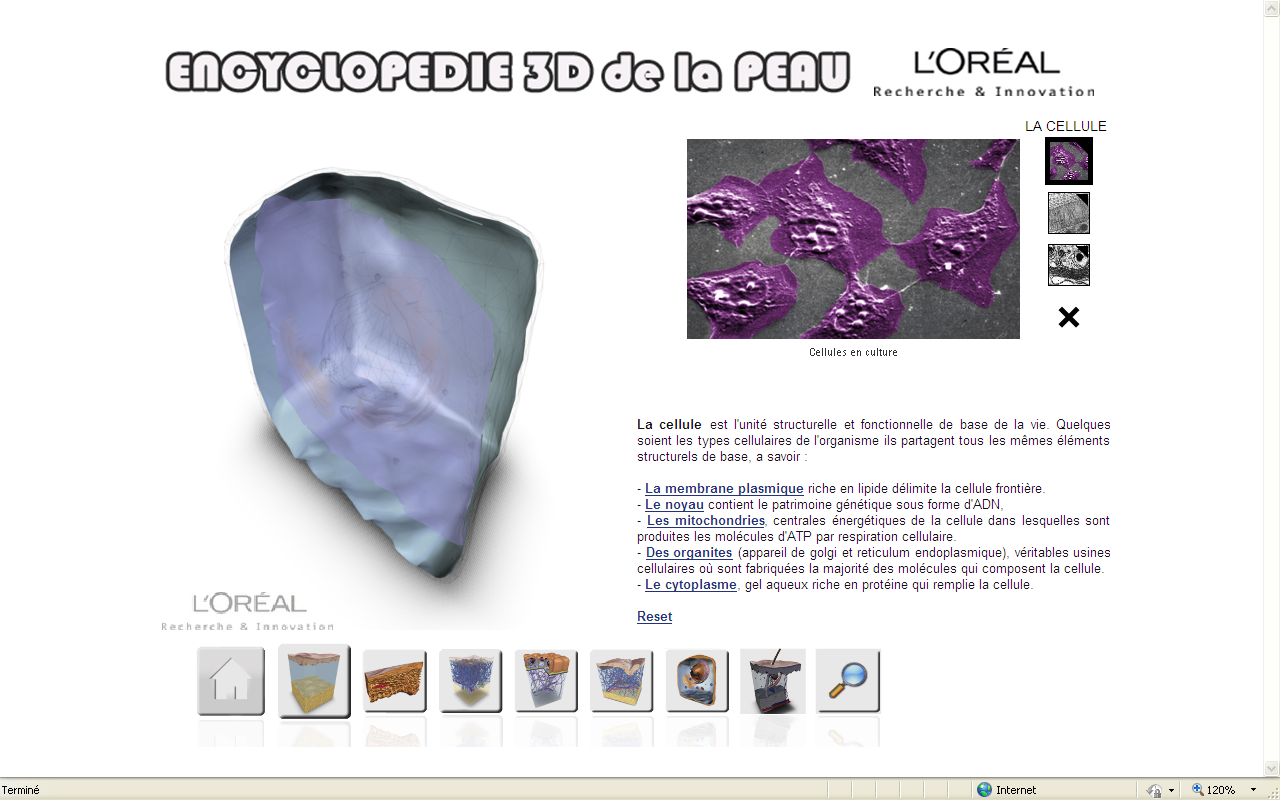 ENCYCLOPEDIE 3D de la PEAU
L'ORÉAL
Recherche & Innovation
LA CELLULE
Cellules en culture
La cellule est l'unité structurelle et fonctionnelle de base de la vie. Quelques
soient les types cellulaires de l'organisme ils partagent tous les mêmes éléments
structurels de base, a savoir :
- La membrane plasmique riche en lipide délimite la cellule frontière.
- Le noyau contient le patrimoine génétique sous forme d'ADN,
- Les mitochondries, centrales énergétiques de la cellule dans lesquelles sont
produites les molécules d'ATP par respiration cellulaire.
- Des organites (appareil de golgi et reticulum endoplasmique), véritables usines
cellulaires où sont fabriquées la majorité des molécules qui composent la cellule.
- Le cytoplasme, gel aqueux riche en protéine qui remplie la cellule.
Reset
L'ORÉAL
Recherche & Innovation
Terminé
Internet
120%